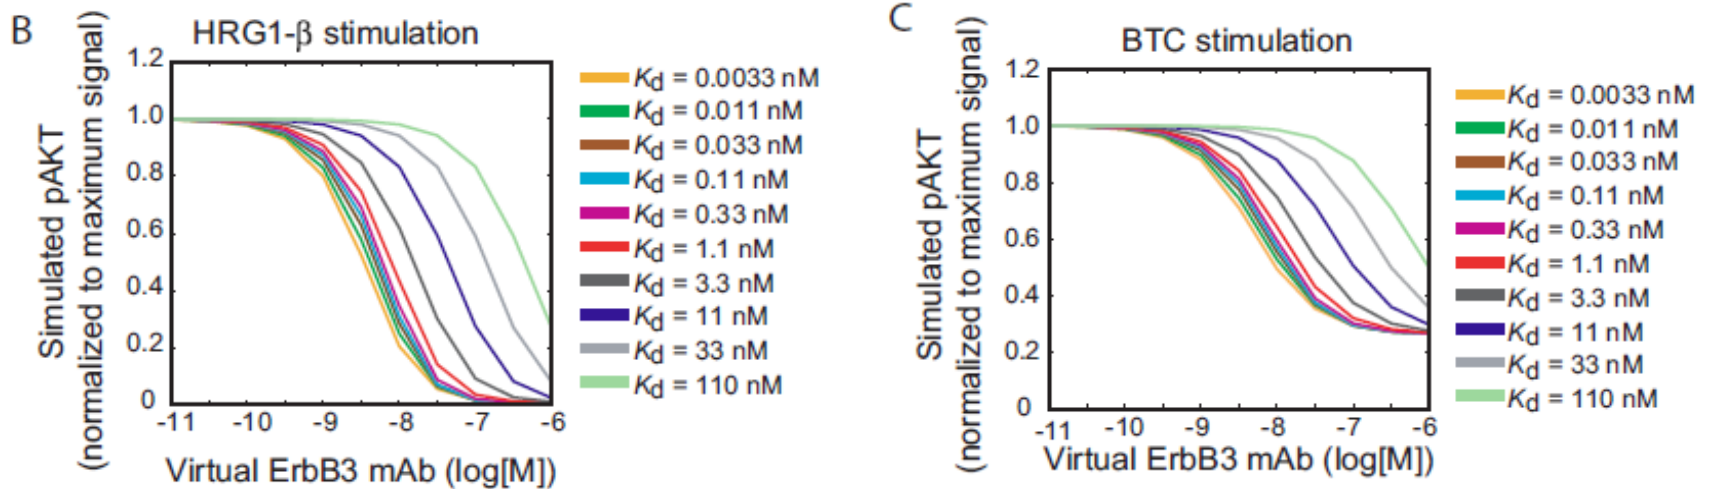 B
HRG1-β stimulation
Simulated pAKT
(normalized to maximum signal)
1.2
1.0
0.8
0.6
0.4
0.2
0
-11 -10 -9 -8 -7 -6
Virtual ErbB3 mAb (log[M])
Kd = 0.0033 nM
Kd = 0.011 nM
Kd = 0.033 nM
Kd = 0.11 nM
Kd = 0.33 nM
Kd = 1.1 nM
Kd = 3.3 nM
Kd = 11 nM
Kd = 33 nM
Kd = 110 nM
C
BTC stimulation
Simulated pAKT
(normalized to maximum signal)
1.2
1.0
0.8
0.6
0.4
0.2
0
-11 -10 -9 -8 -7 -6
Virtual ErbB3 mAb (log[M])
Kd = 0.0033 nM
Kd = 0.011 nM
Kd = 0.033 nM
Kd = 0.11 nM
Kd = 0.33 nM
Kd = 1.1 nM
Kd = 3.3 nM
Kd = 11 nM
Kd = 33 nM
Kd = 110 nM